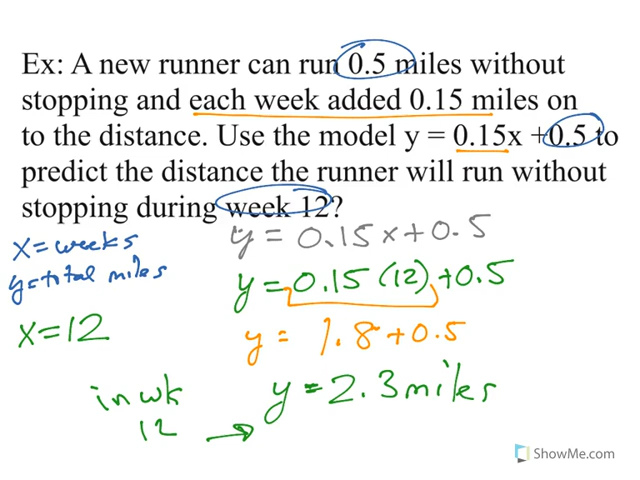 Ex: A new runner can run 0.5 miles without
stopping and each week added 0.15 miles on
to the distance. Use the model y = 0.15x +0.5 to
predict the distance the runner will run without
stopping during week 12?
x=weeks
y=total miles
x=12
y = 0.15x+0.5
y=0.15(12)+0.5
y = 1.8+0.5
y=2.3miles
in wk
12 →
ShowMe.com